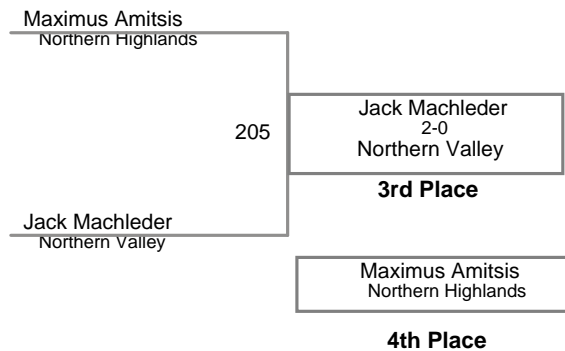 Maximus Amitsis
Northern Highlands
205
Jack Machleder
2-0
Northern Valley
3rd Place
Jack Machleder
Northern Valley
Maximus Amitsis
Northern Highlands
4th Place